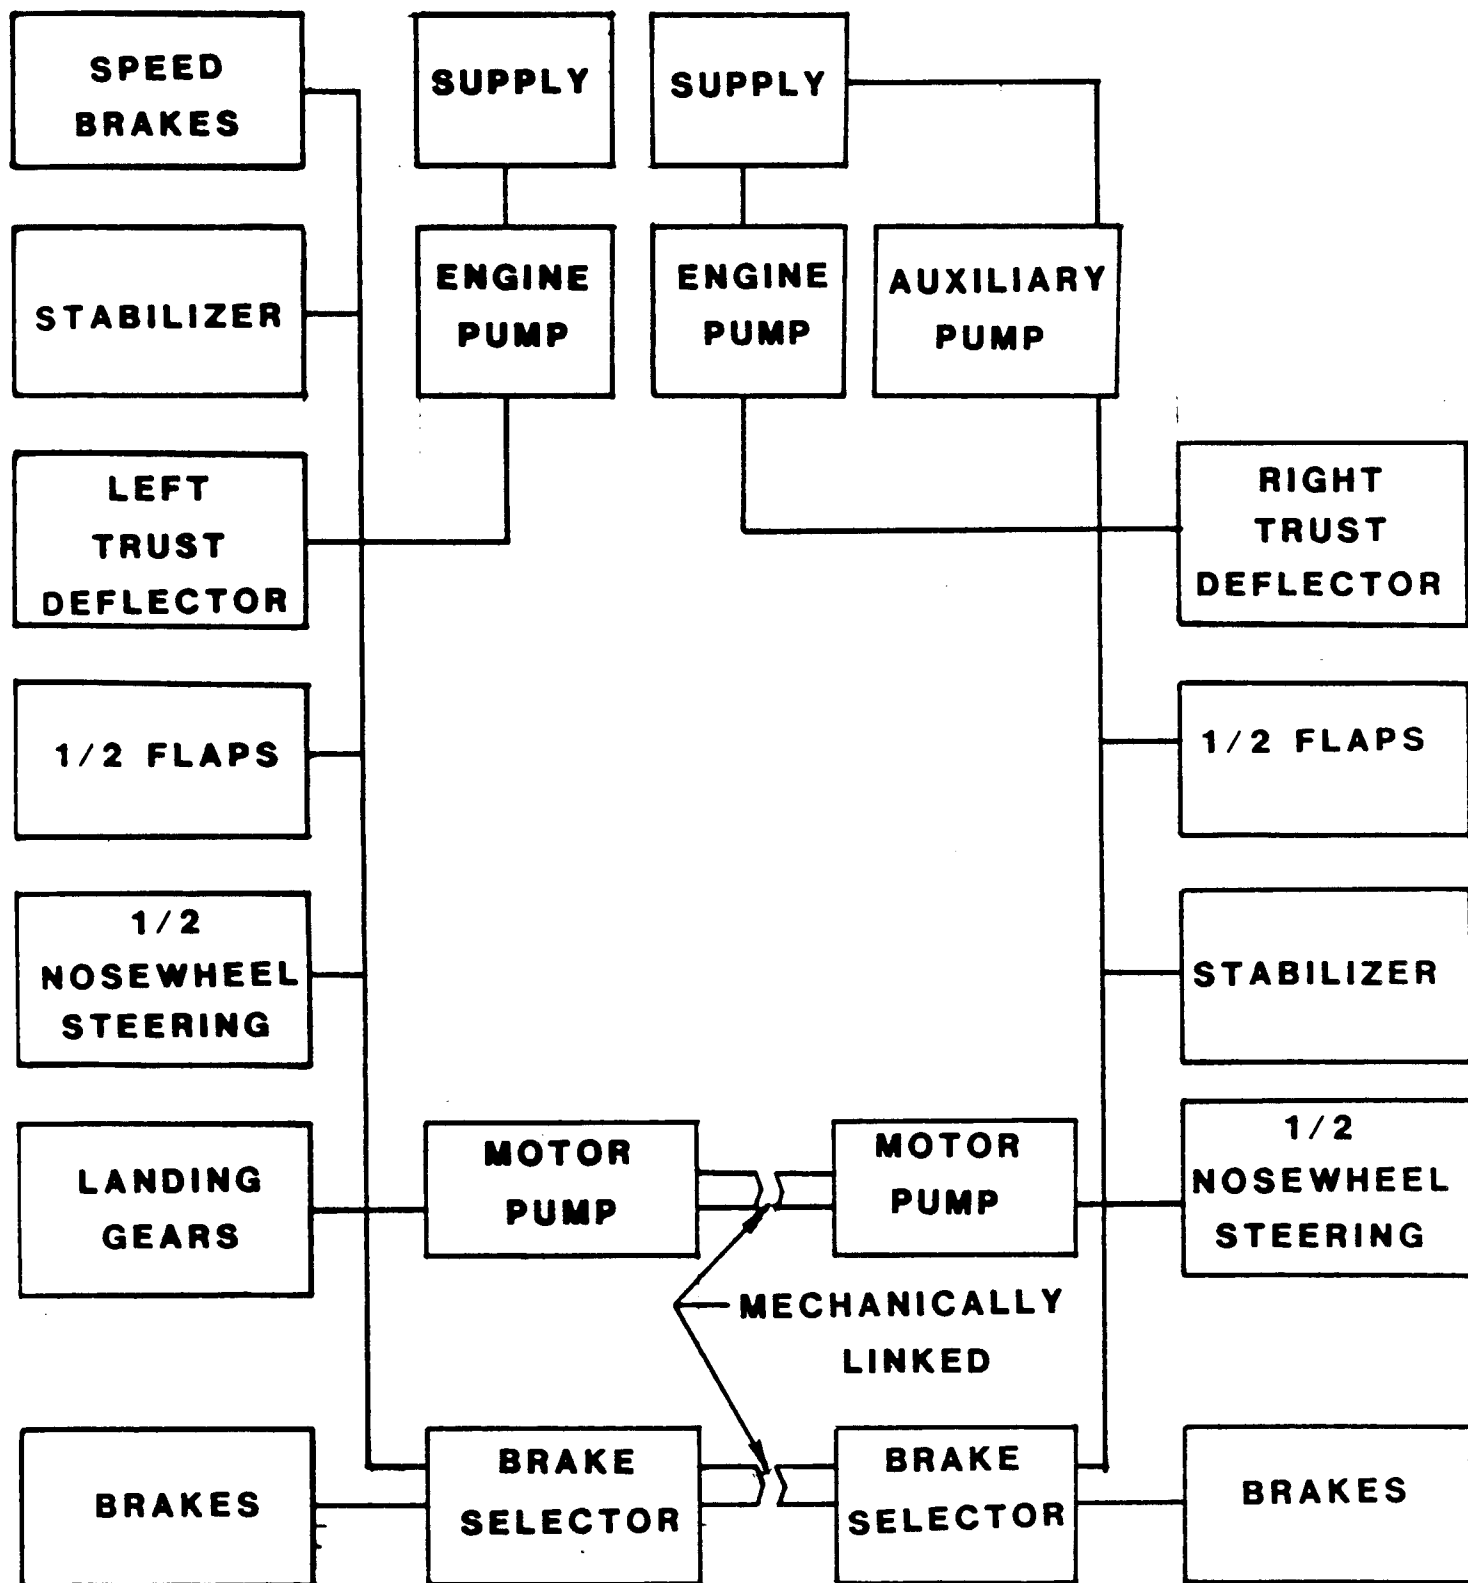 SPEED
BRAKES
SUPPLY
SUPPLY
STABILIZER
ENGINE
PUMP
ENGINE
PUMP
AUXILIARY
PUMP
LEFT
TRUST
DEFLECTOR
RIGHT
TRUST
DEFLECTOR
1/2 FLAPS
1/2 FLAPS
1/2
NOSEWHEEL
STEERING
STABILIZER
LANDING
GEARS
MOTOR
PUMP
MOTOR
PUMP
1/2
NOSEWHEEL
STEERING
MECHANICALLY
LINKED
BRAKES
BRAKE
SELECTOR
BRAKE
SELECTOR
BRAKES